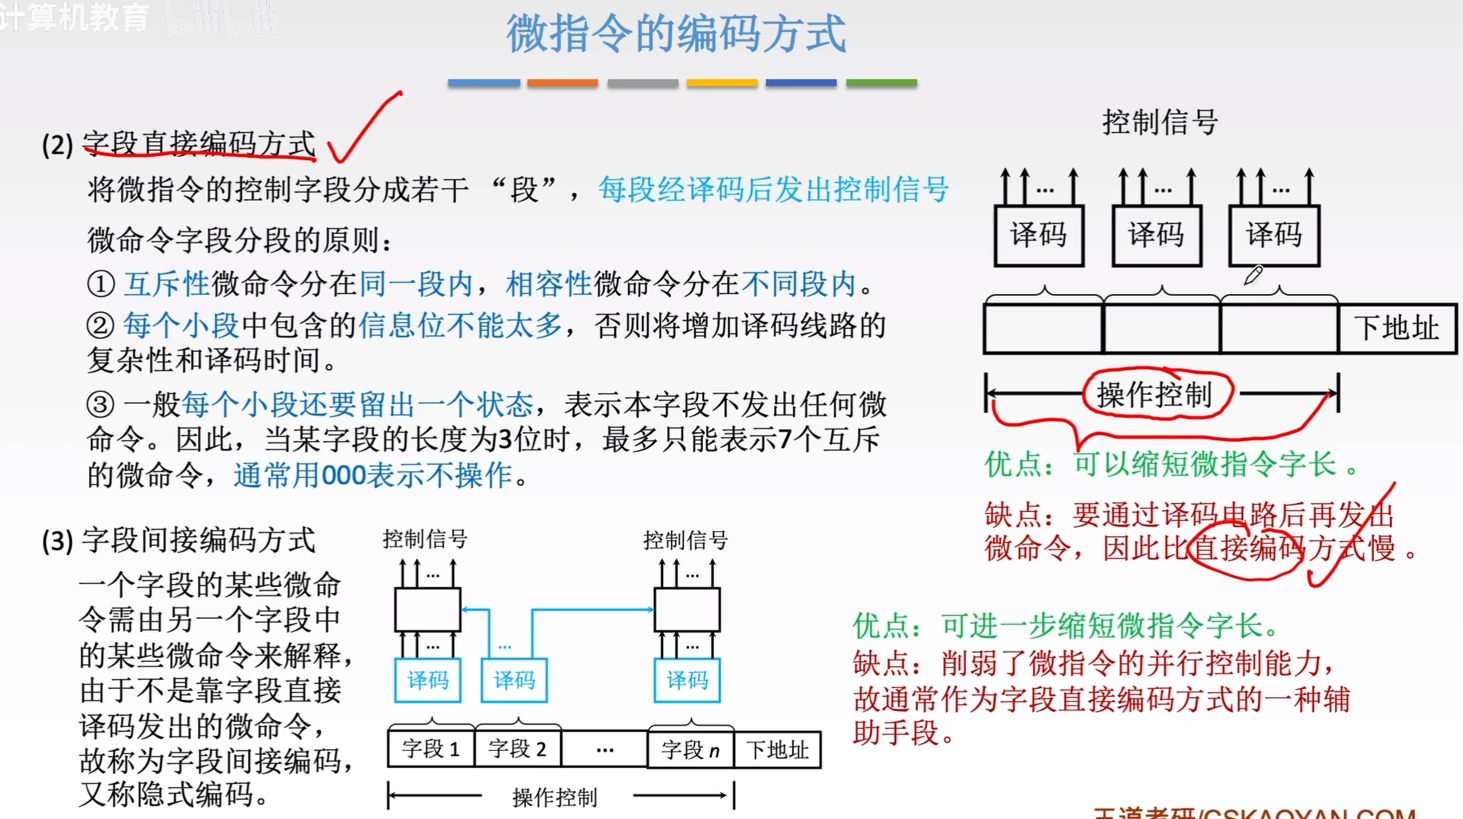 计算机教育
微指令的编码方式
(2) 字段直接编码方式
将微指令的控制字段分成若干 “段”，每段经译码后发出控制信号
微命令字段分段的原则：
① 互斥性微命令分在同一段内，相容性微命令分在不同段内。
② 每个小段中包含的信息位不能太多，否则将增加译码线路的
复杂性和译码时间。
③ 一般每个小段还要留出一个状态，表示本字段不发出任何微
命令。因此，当某字段的长度为3位时，最多只能表示7个互斥
的微命令，通常用000表示不操作。
控制信号
... ... ...
译码 译码 译码
下地址
操作控制
优点：可以缩短微指令字长 。
缺点：要通过译码电路后再发出
微命令，因此比直接编码方式慢 。
(3) 字段间接编码方式
一个字段的某些微命
令需由另一个字段中
的某些微命令来解释，
由于不是靠字段直接
译码发出的微命令，
故称为字段间接编码，
又称隐式编码。
控制信号 控制信号
... ...
... ... ...
译码 译码 译码
字段 1 字段 2 ... 字段 n 下地址
操作控制
优点：可进一步缩短微指令字长。
缺点：削弱了微指令的并行控制能力，
故通常作为字段直接编码方式的一种辅
助手段。
王道考研/CSKAOYAN.COM